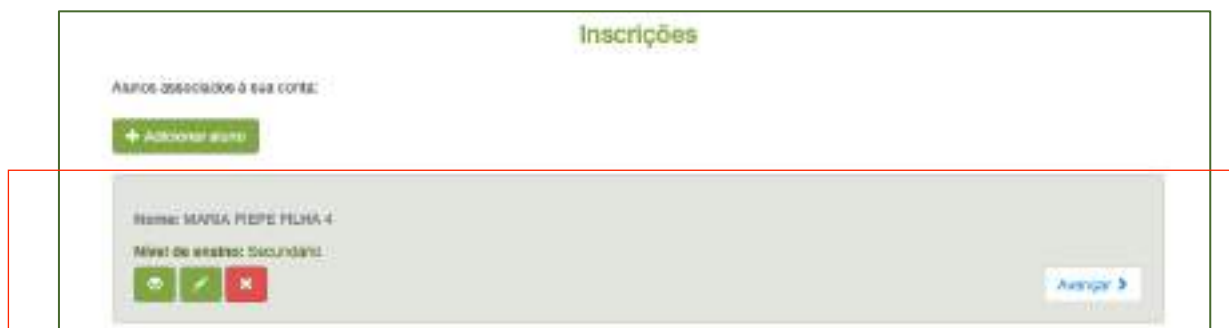 Inscrições
Alunos associados à sua conta:
Adicionar aluno
Nome: MARIA PIEPE FILHA 4
Nível de ensino: Secundário
Avançar